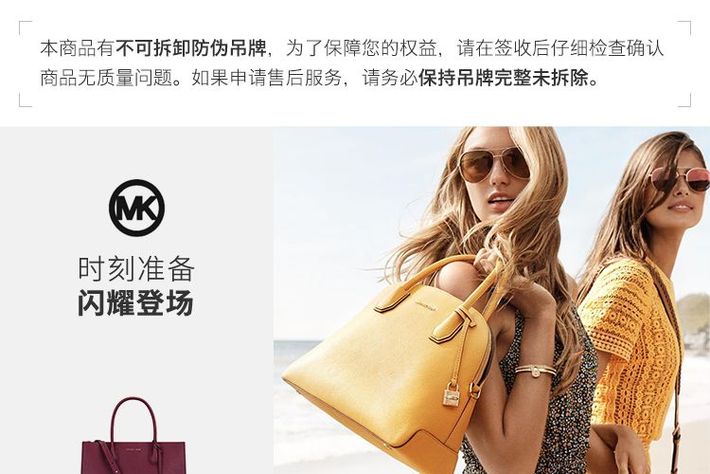 本商品有不可拆卸防伪吊牌，为了保障您的权益，请在签收后仔细检查确认
商品无质量问题。如果申请售后服务，请务必保持吊牌完整未拆除。
MK
时刻准备
闪耀登场